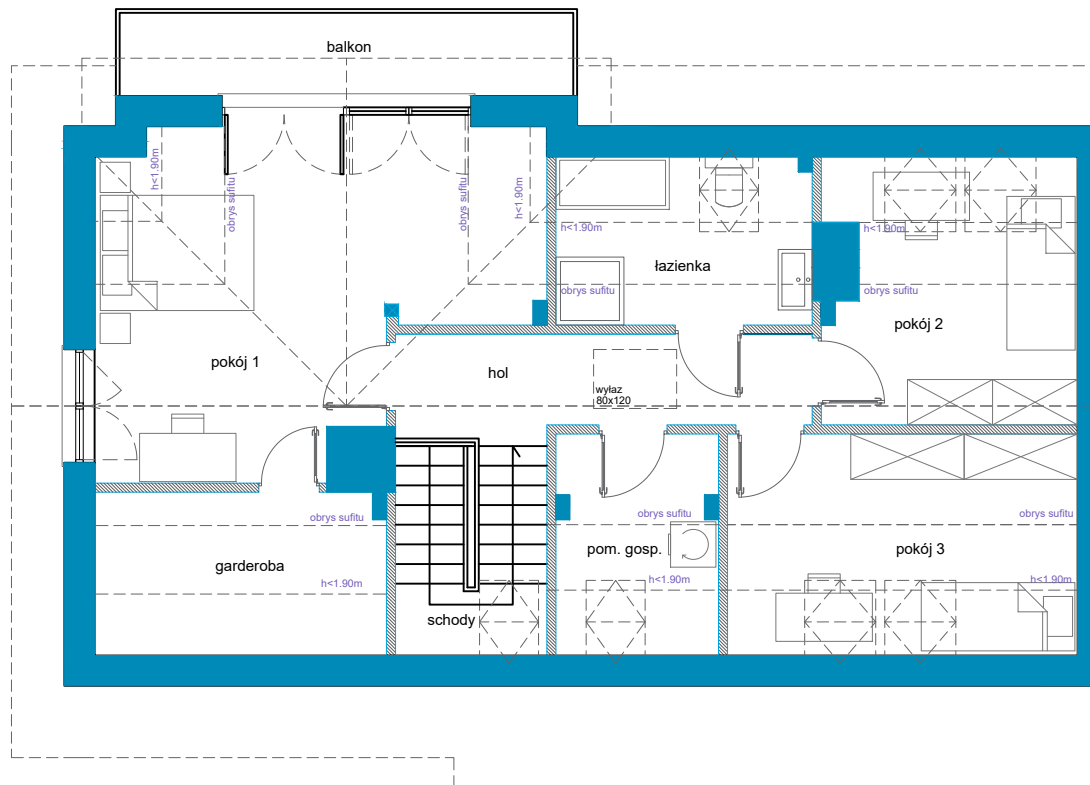 balkon
h<1.90m
obrys sufitu
obrys sufitu
h<1.90m
h<1.90m
h<1.90m
łazienka
obrys sufitu
obrys sufitu
pokój 2
pokój 1
hol
wyłaz
80x120
obrys sufitu
obrys sufitu
obrys sufitu
pom. gosp.
pokój 3
garderoba
h<1.90m
h<1.90m
h<1.90m
schody